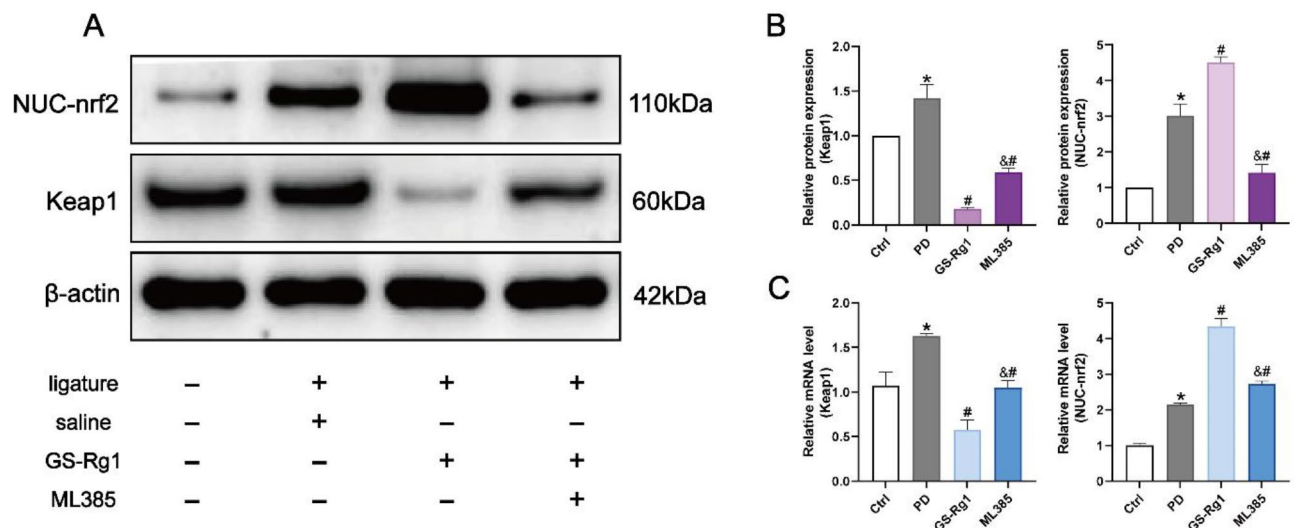 A
NUC-nrf2
110kDa
Keap1
60kDa
β-actin
42kDa
ligature – + + +
saline – + – –
GS-Rg1 – – + +
ML385 – – – +
B
Relative protein expression
(Keap1)
2.0
1.5
1.0
0.5
0.0
*
#
&#
Ctrl
PD
GS-Rg1
ML385
Relative protein expression
(NUC-nrf2)
5
4
3
2
1
0
*
#
&#
Ctrl
PD
GS-Rg1
ML385
C
Relative mRNA level
(Keap1)
2.0
1.5
1.0
0.5
0.0
*
#
&#
Ctrl
PD
GS-Rg1
ML385
Relative mRNA level
(NUC-nrf2)
5
4
3
2
1
0
*
#
&#
Ctrl
PD
GS-Rg1
ML385